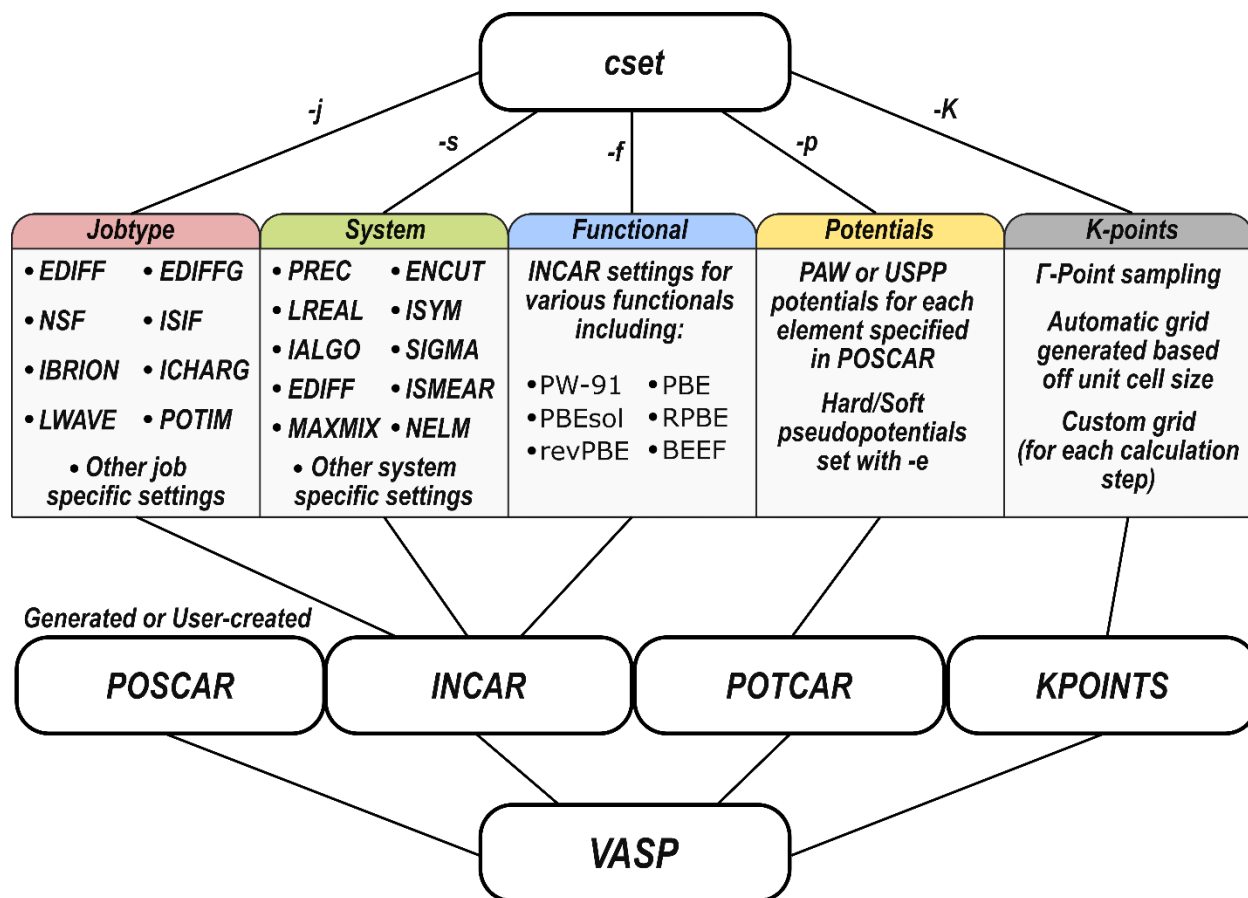 cset
-j
-s
-f
-p
-K
Jobtype
• EDIFF • EDIFFG
• NSF • ISIF
• IBRION • ICHARG
• LWAVE • POTIM
• Other job
specific settings
System
• PREC • ENCUT
• LREAL • ISYM
• IALGO • SIGMA
• EDIFF • ISMEAR
• MAXMIX • NELM
• Other system
specific settings
Functional
INCAR settings for
various functionals
including:
•PW-91 •PBE
•PBEsol •RPBE
•revPBE •BEEF
Potentials
PAW or USPP
potentials for each
element specified
in POSCAR
Hard/Soft
pseudopotentials
set with -e
K-points
Γ-Point sampling
Automatic grid
generated based
off unit cell size
Custom grid
(for each calculation
step)
Generated or User-created
POSCAR
INCAR
POTCAR
KPOINTS
VASP